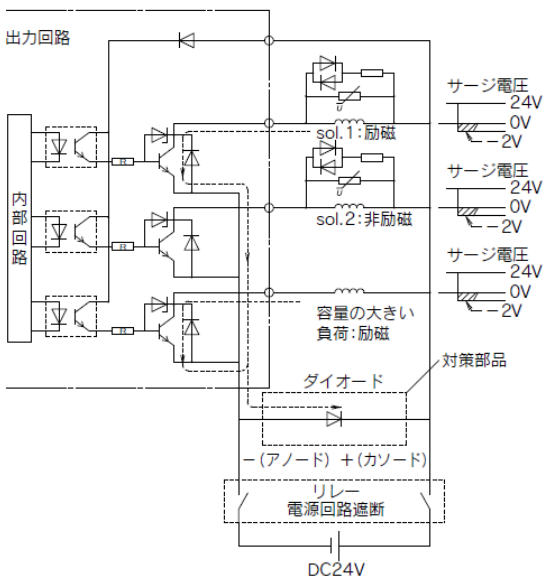 出力回路
内部回路
R
R
R
U
sol.1:励磁
U
sol.2:非励磁
容量の大きい
負荷:励磁
サージ電圧
24V
0V
-2V
サージ電圧
24V
0V
-2V
サージ電圧
24V
0V
-2V
対策部品
ダイオード
-(アノード) +(カソード)
リレー
電源回路遮断
DC24V